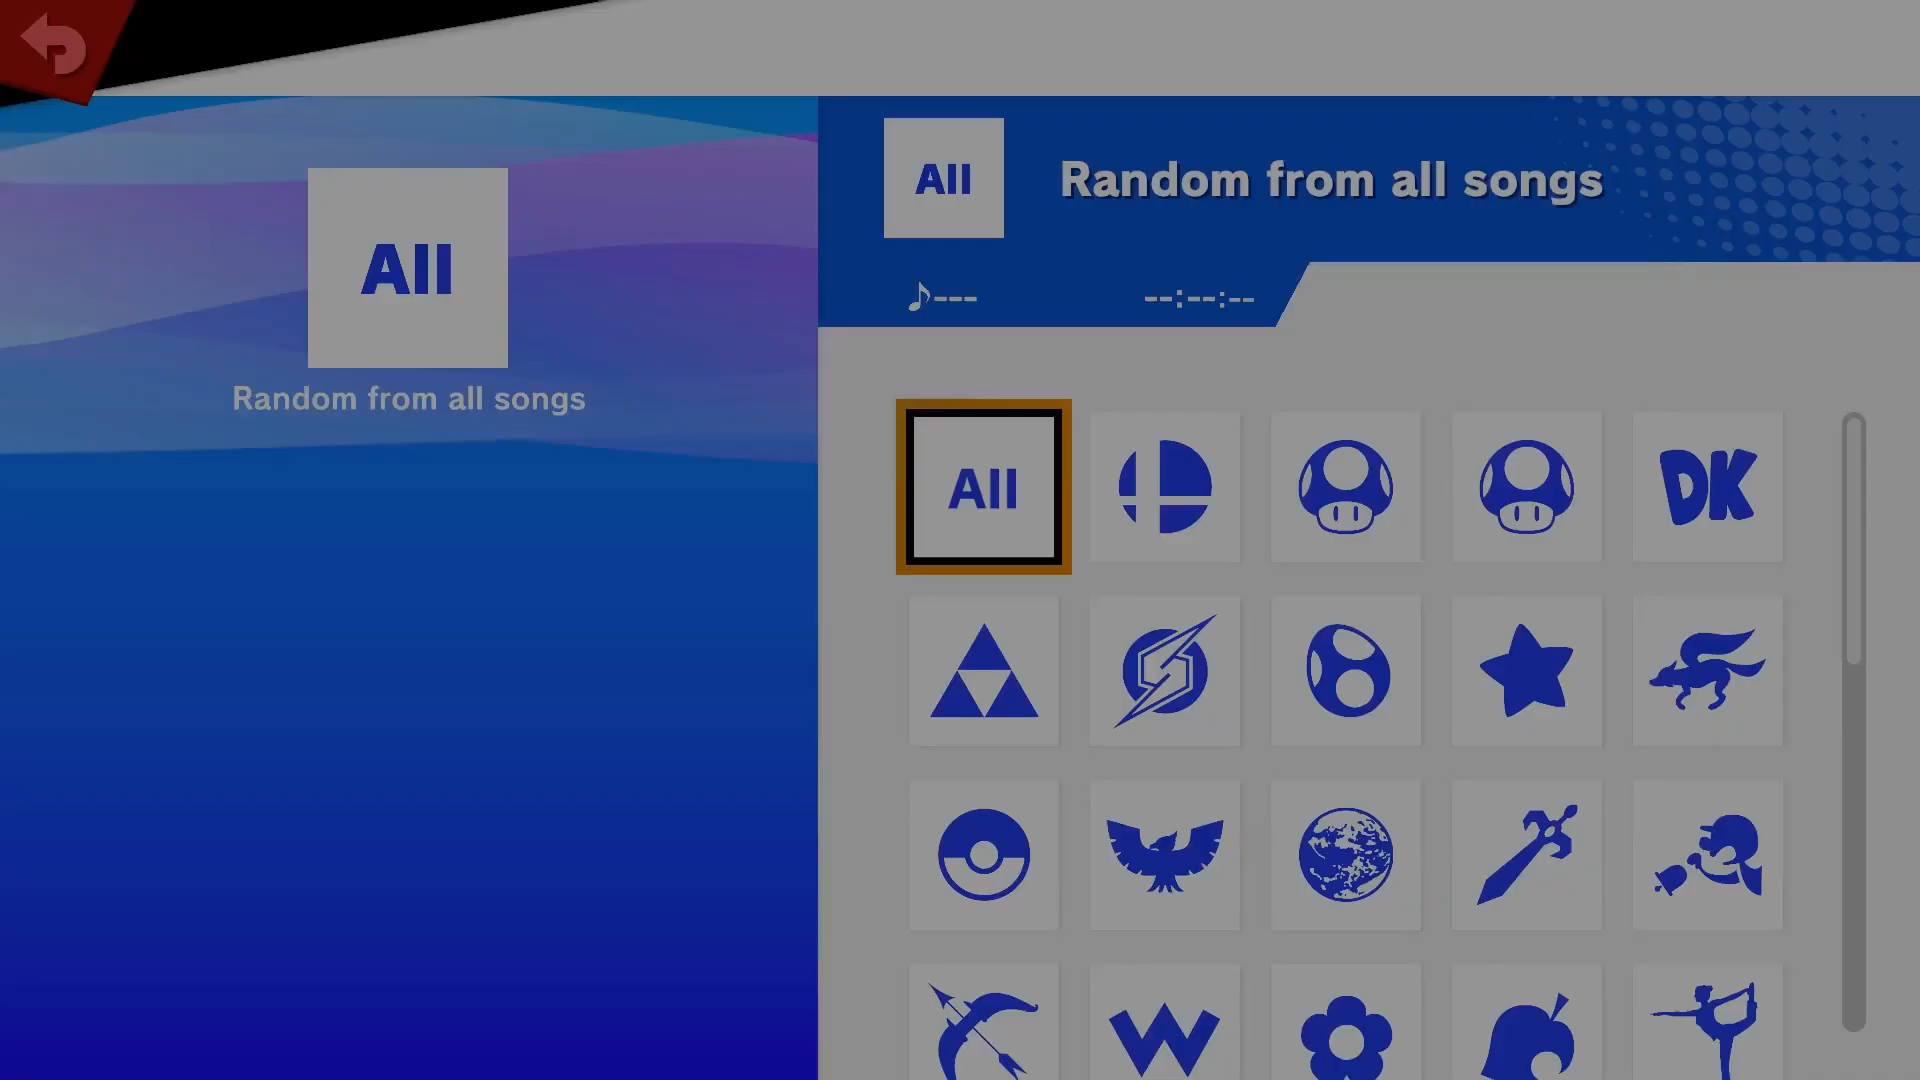 All
Random from all songs
All
Random from all songs
♪--- --:--:--
All
DK